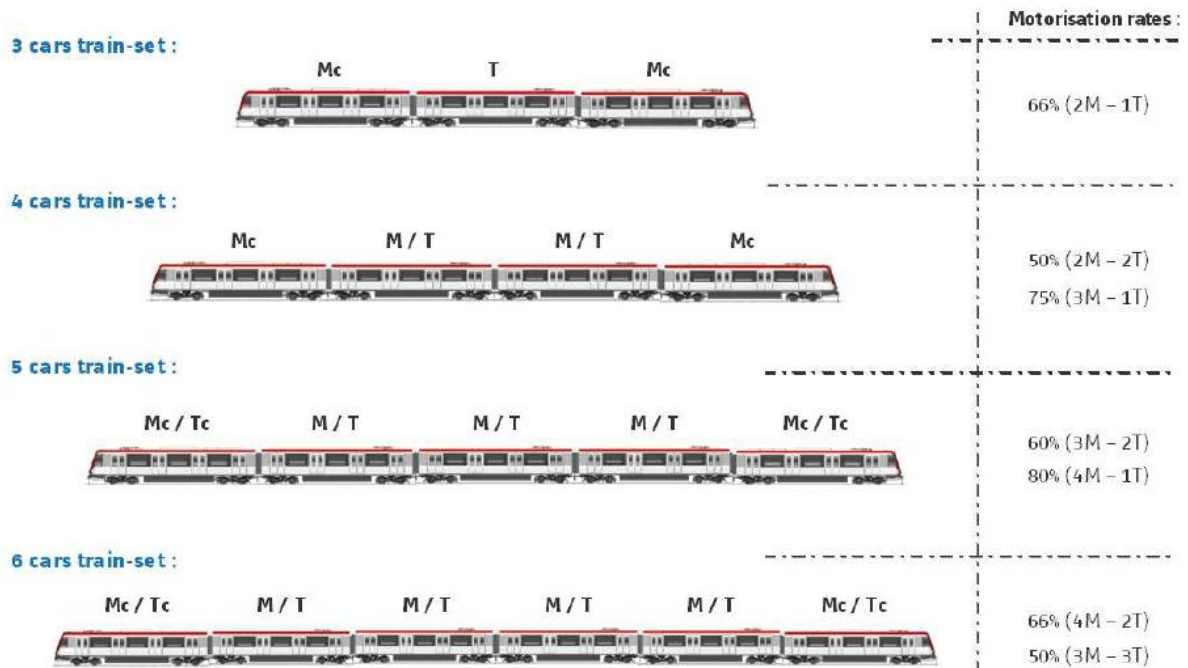 Motorisation rates :
3 cars train-set :
Mc T Mc
66% (2M – 1T)
4 cars train-set :
Mc M / T M / T Mc
50% (2M – 2T)
75% (3M – 1T)
5 cars train-set :
Mc / Tc M / T M / T M / T Mc / Tc
60% (3M – 2T)
80% (4M – 1T)
6 cars train-set :
Mc / Tc M / T M / T M / T M / T Mc / Tc
66% (4M – 2T)
50% (3M – 3T)